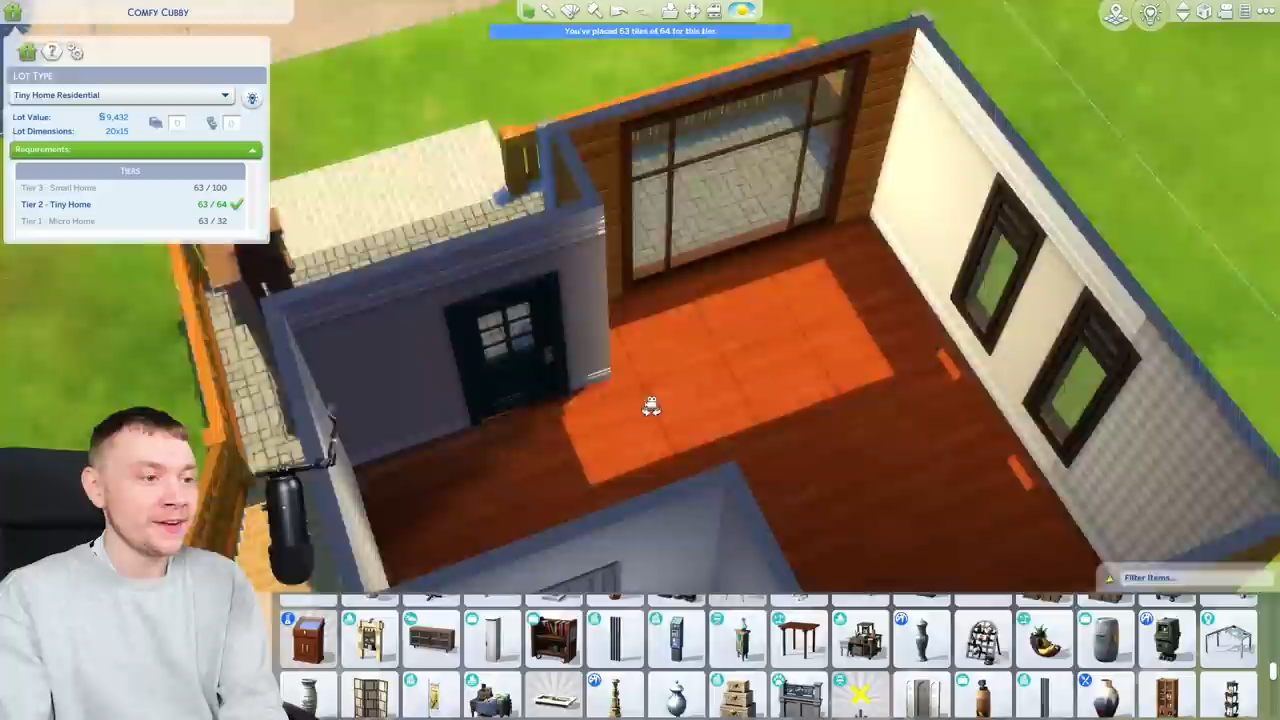 COMFY CUBBY
You've placed 63 tiles of 64 for this tier.
LOT TYPE
Tiny Home Residential
Lot Value: §9,432
0
0
Lot Dimensions: 20x15
Requirements:
TIERS
Tier 3 - Small Home 63 / 100
Tier 2 - Tiny Home 63 / 64
Tier 1 - Micro Home 63 / 32
Filter Items...